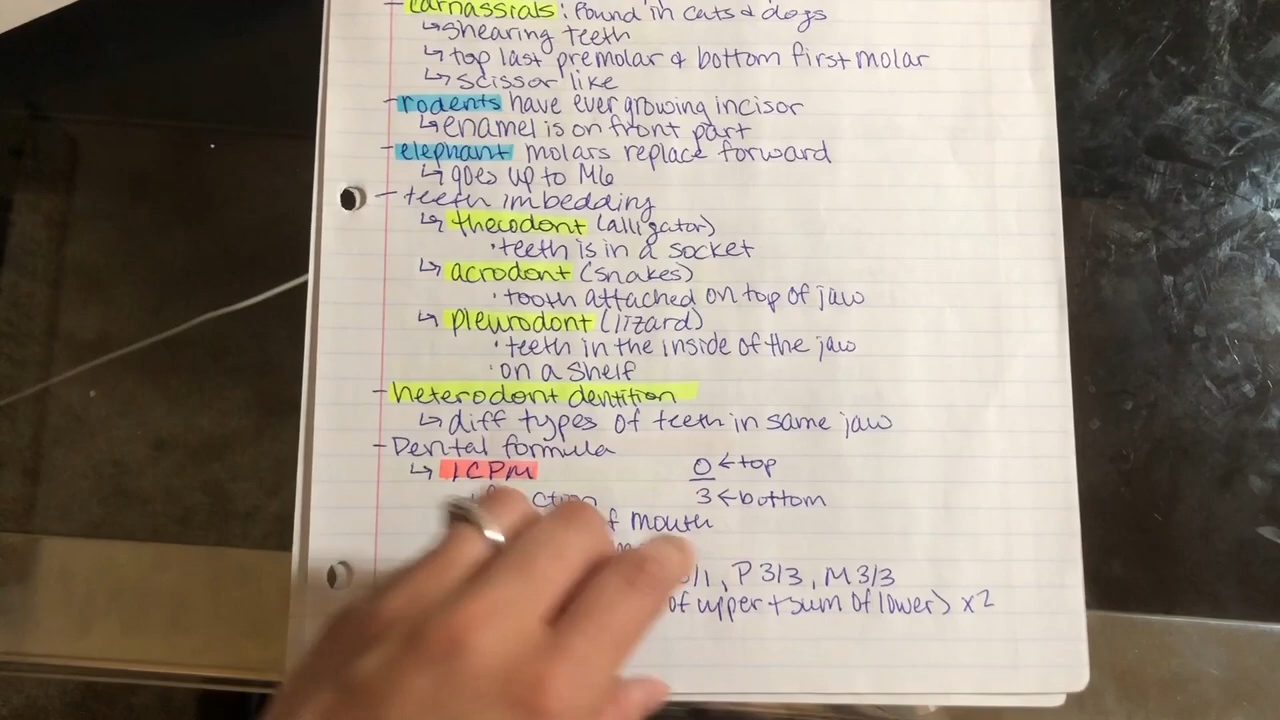 - carnassials: found in cats & dogs
↳ shearing teeth
↳ top last premolar & bottom first molar
↳ scissor like
- rodents have ever growing incisor
↳ enamel is on front part
- elephant molars replace forward
↳ goes up to M6
- teeth imbedding
↳ thecodont (alligator)
· teeth is in a socket
↳ acrodont (snakes)
· tooth attached on top of jaw
↳ pleurodont (lizard)
· teeth in the inside of the jaw
· on a shelf
- heterodont dentition
↳ diff types of teeth in same jaw
- Dental formula
↳ ICPM 0 ← top
3 ← bottom
of mouth
/1, P 3/3, M 3/3
of upper + sum of lower) x2